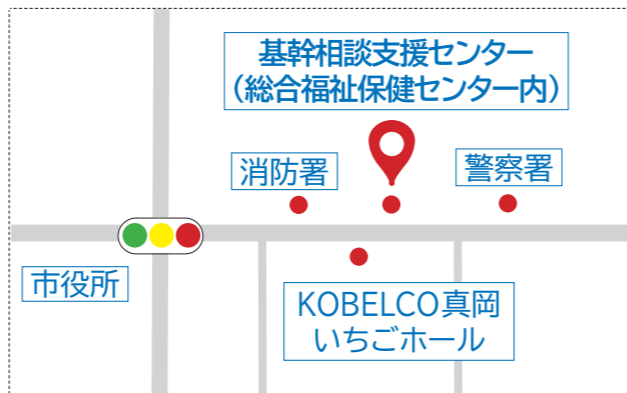 基幹相談支援センター
（総合福祉保健センター内）
消防署
警察署
市役所
KOBELCO真岡
いちごホール